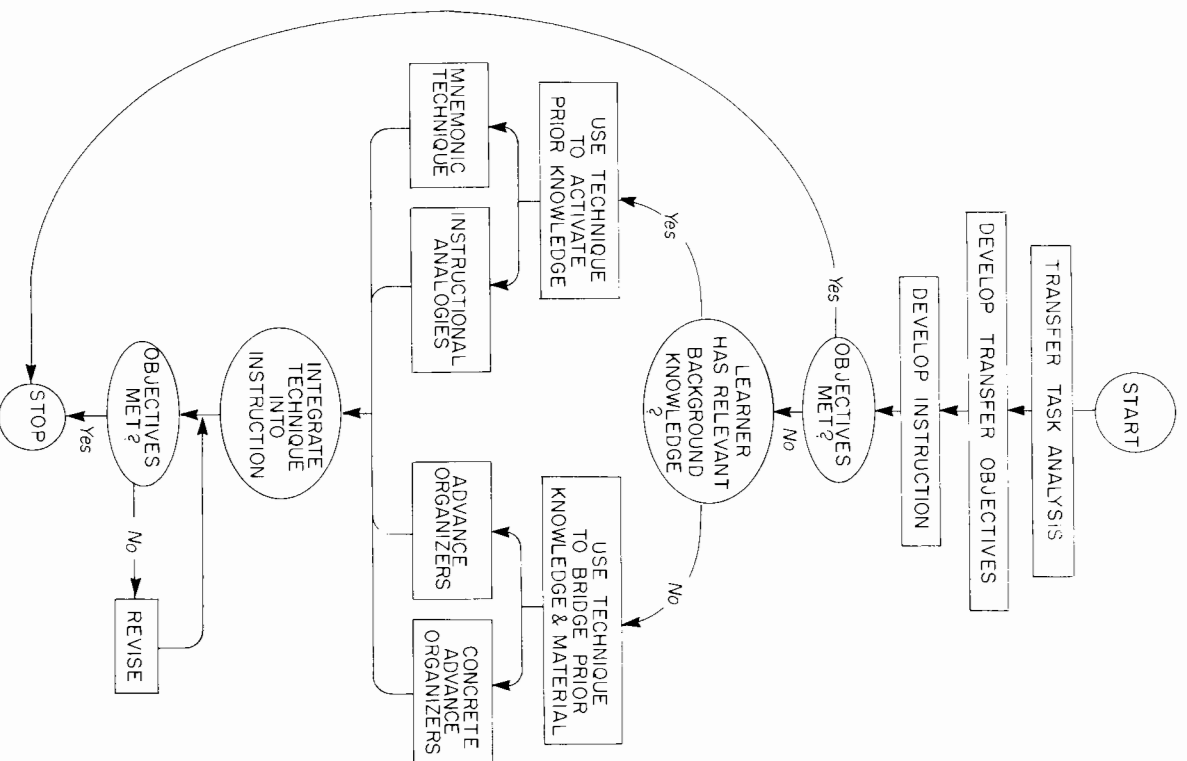 START
TRANSFER TASK ANALYSIS
DEVELOP TRANSFER OBJECTIVES
DEVELOP INSTRUCTION
OBJECTIVES
MET?
Yes
No
LEARNER
HAS RELEVANT
BACKGROUND
KNOWLEDGE
?
Yes
No
USE TECHNIQUE
TO ACTIVATE
PRIOR KNOWLEDGE
USE TECHNIQUE
TO BRIDGE PRIOR
KNOWLEDGE & MATERIAL
MNEMONIC
TECHNIQUE
INSTRUCTIONAL
ANALOGIES
ADVANCE
ORGANIZERS
CONCRETE
ADVANCE
ORGANIZERS
INTEGRATE
TECHNIQUE
INTO
INSTRUCTION
OBJECTIVES
MET?
Yes
No
REVISE
STOP